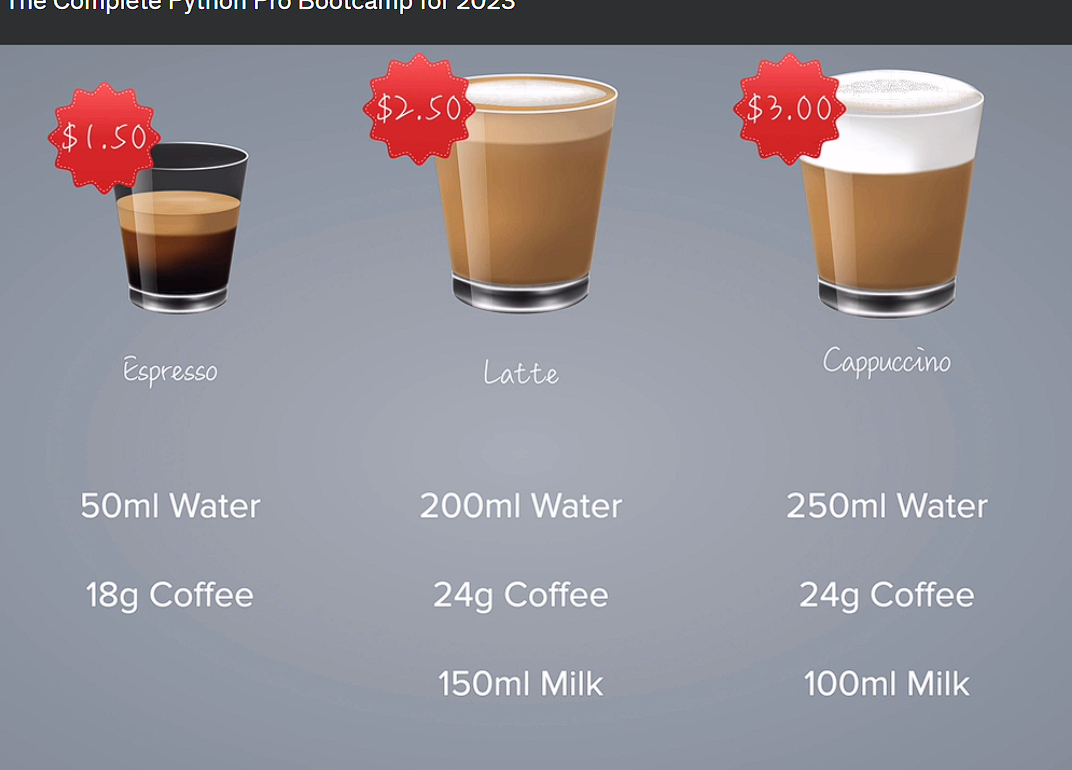 The Complete Python Pro Bootcamp for 2023
$1.50
$2.50
$3.00
Espresso
Latte
Cappuccino
50ml Water
200ml Water
250ml Water
18g Coffee
24g Coffee
24g Coffee
150ml Milk
100ml Milk